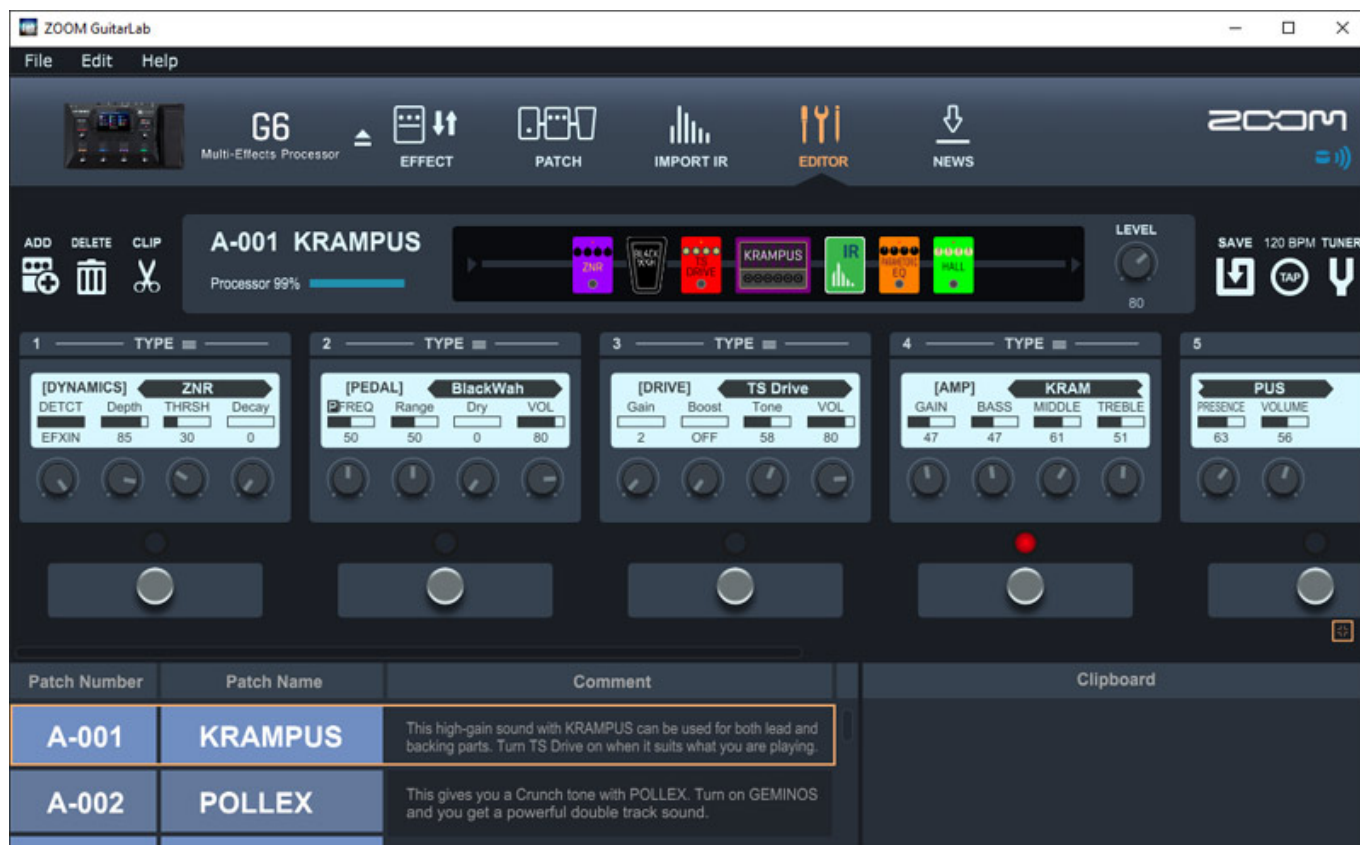 ZOOM GuitarLab
File Edit Help
G6
Multi-Effects Processor
EFFECT
PATCH
IMPORT IR
EDITOR
NEWS
ZOOM
ADD DELETE CLIP
A-001 KRAMPUS
Processor 99%
ZNR
BLACK WAH
TS DRIVE
KRAMPUS
IR
PARAMETRIC EQ
HALL
LEVEL
80
SAVE 120 BPM TUNER
TAP
1 TYPE
[DYNAMICS] ZNR
DETCT Depth THRSH Decay
EFXIN 85 30 0
2 TYPE
[PEDAL] BlackWah
PFREQ Range Dry VOL
50 50 0 80
3 TYPE
[DRIVE] TS Drive
Gain Boost Tone VOL
2 OFF 58 80
4 TYPE
[AMP] KRAM
GAIN BASS MIDDLE TREBLE
47 47 61 51
5
PUS
PRESENCE VOLUME
63 56
Patch Number Patch Name Comment Clipboard
A-001 KRAMPUS
This high-gain sound with KRAMPUS can be used for both lead and
backing parts. Turn TS Drive on when it suits what you are playing.
A-002 POLLEX
This gives you a Crunch tone with POLLEX. Turn on GEMINOS
and you get a powerful double track sound.